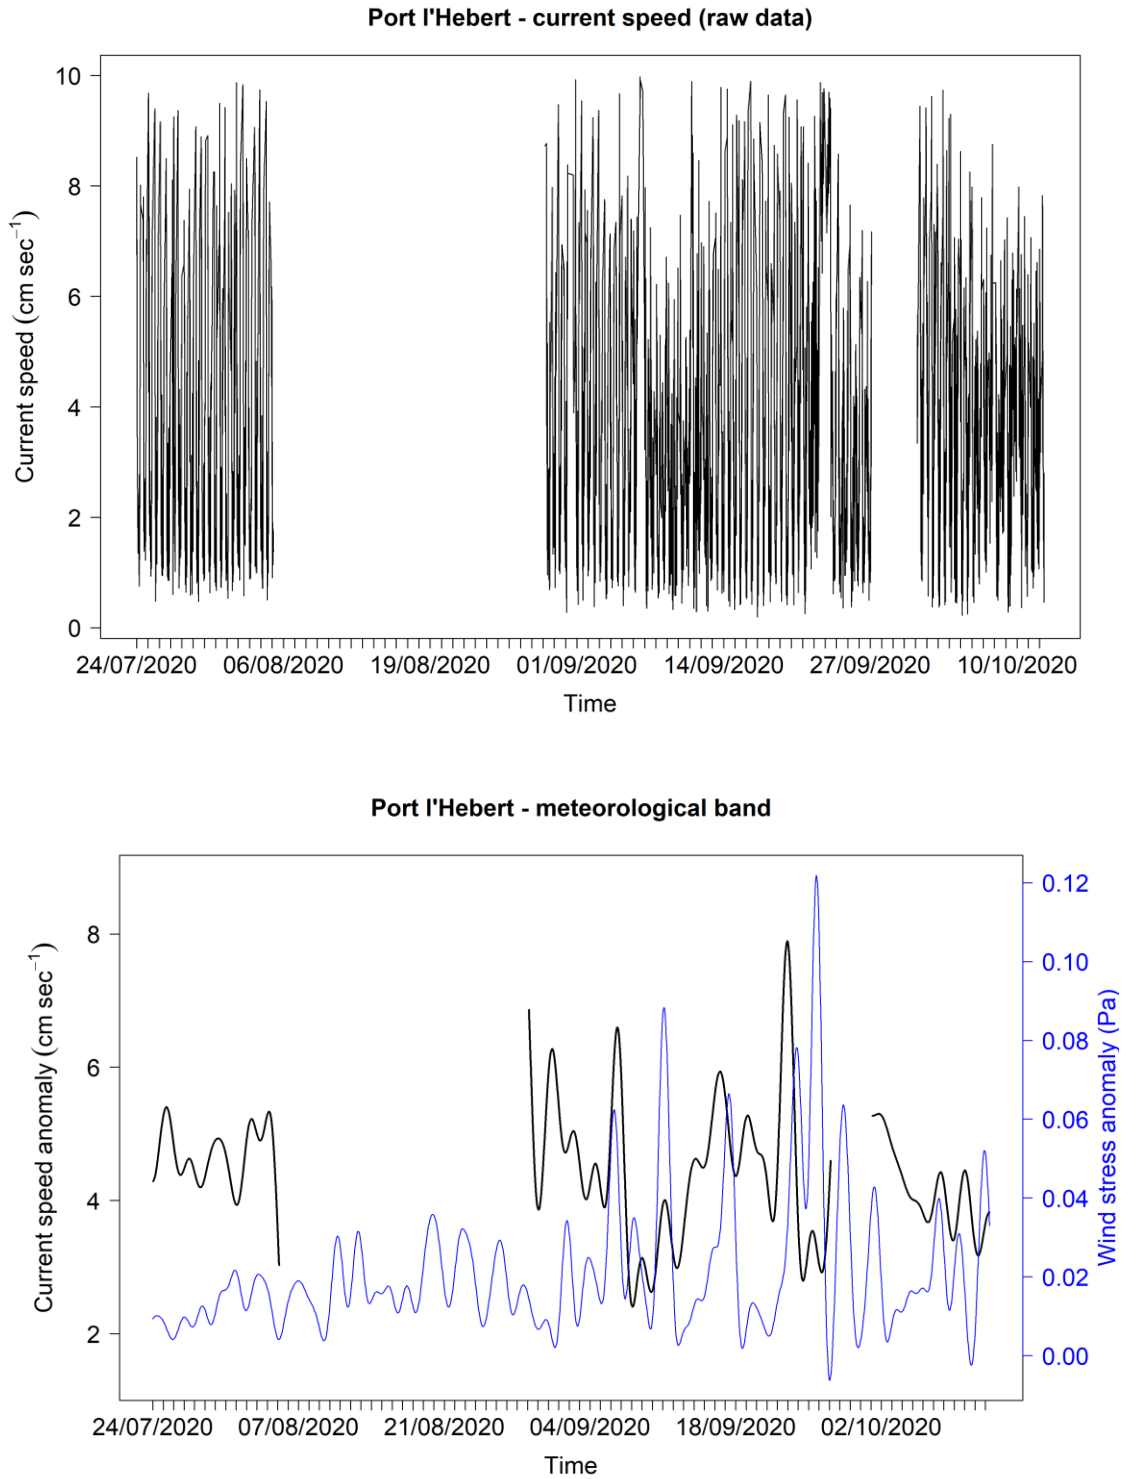 Port l'Hebert - current speed (raw data)
Current speed (cm sec⁻¹)
10
8
6
4
2
0
24/07/2020 06/08/2020 19/08/2020 01/09/2020 14/09/2020 27/09/2020 10/10/2020
Time
Port l'Hebert - meteorological band
Current speed anomaly (cm sec⁻¹)
8
6
4
2
0.12
0.10
0.08
0.06
0.04
0.02
0.00
Wind stress anomaly (Pa)
24/07/2020 07/08/2020 21/08/2020 04/09/2020 18/09/2020 02/10/2020
Time